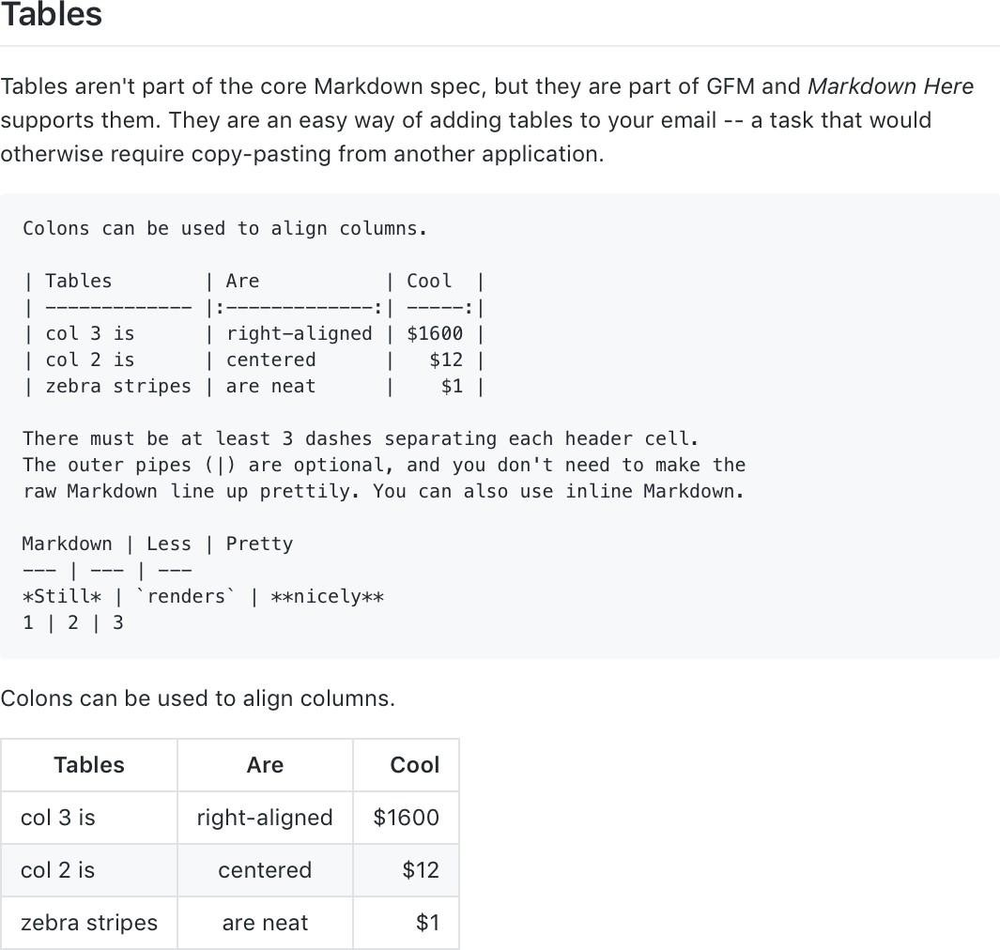 Tables
Tables aren't part of the core Markdown spec, but they are part of GFM and Markdown Here
supports them. They are an easy way of adding tables to your email -- a task that would
otherwise require copy-pasting from another application.
Colons can be used to align columns.
| Tables        | Are           | Cool  |
| ------------- |:-------------:| -----:|
| col 3 is      | right-aligned | $1600 |
| col 2 is      | centered      |   $12 |
| zebra stripes | are neat      |    $1 |
There must be at least 3 dashes separating each header cell.
The outer pipes (|) are optional, and you don't need to make the
raw Markdown line up prettily. You can also use inline Markdown.
Markdown | Less | Pretty
--- | --- | ---
*Still* | `renders` | **nicely**
1 | 2 | 3
Colons can be used to align columns.
Tables Are Cool
col 3 is right-aligned $1600
col 2 is centered $12
zebra stripes are neat $1